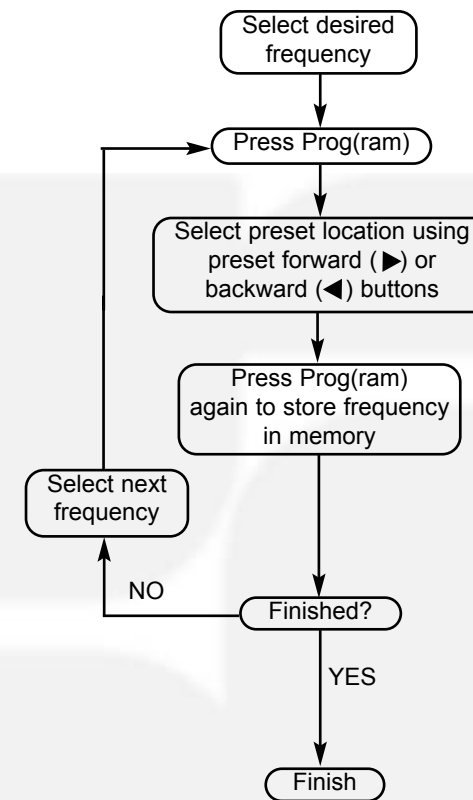 Select desired
frequency
Press Prog(ram)
Select preset location using
preset forward (▶) or
backward (◀) buttons
Press Prog(ram)
again to store frequency
in memory
Select next
frequency
NO
Finished?
YES
Finish